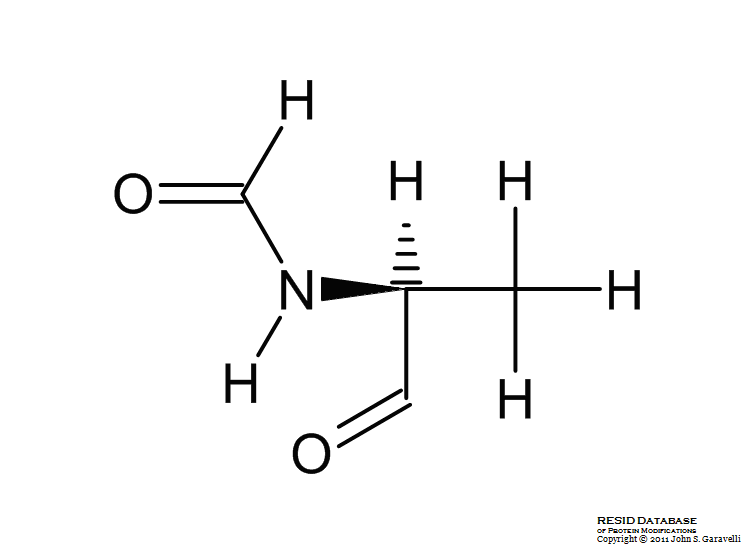 H
O
H
H
N
H
H
H
O
RESID DATABASE
OF PROTEIN MODIFICATIONS
Copyright © 2011 John S. Garavelli